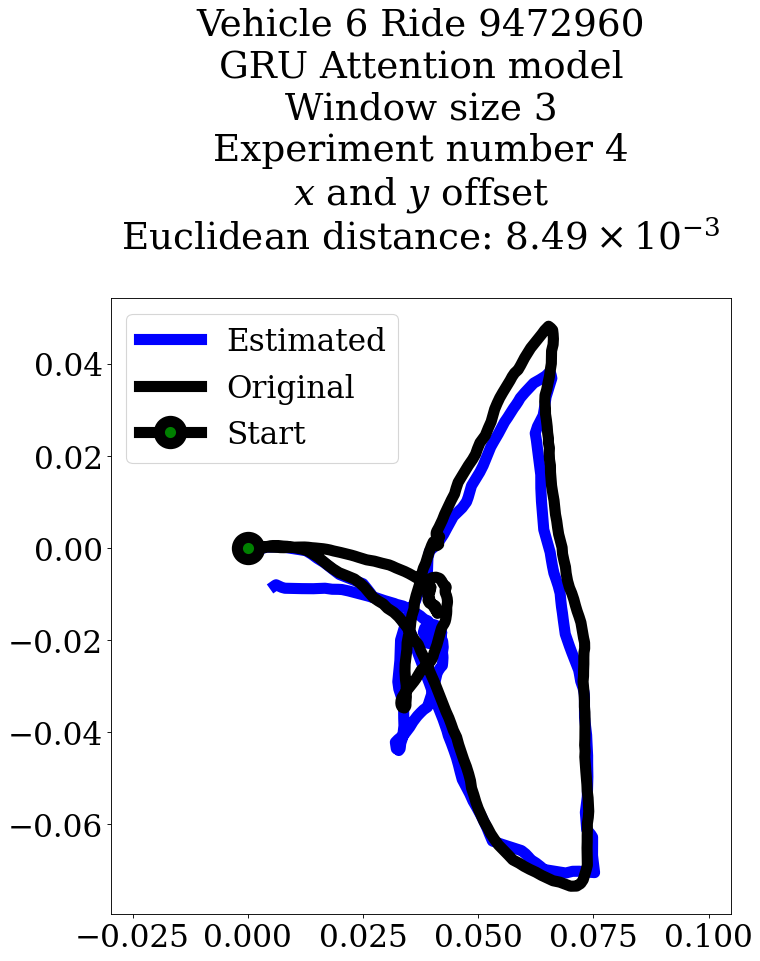 Vehicle 6 Ride 9472960
GRU Attention model
Window size 3
Experiment number 4
x and y offset
Euclidean distance: 8.49 × 10⁻³
Estimated
Original
Start
0.04
0.02
0.00
−0.02
−0.04
−0.06
−0.025 0.000 0.025 0.050 0.075 0.100